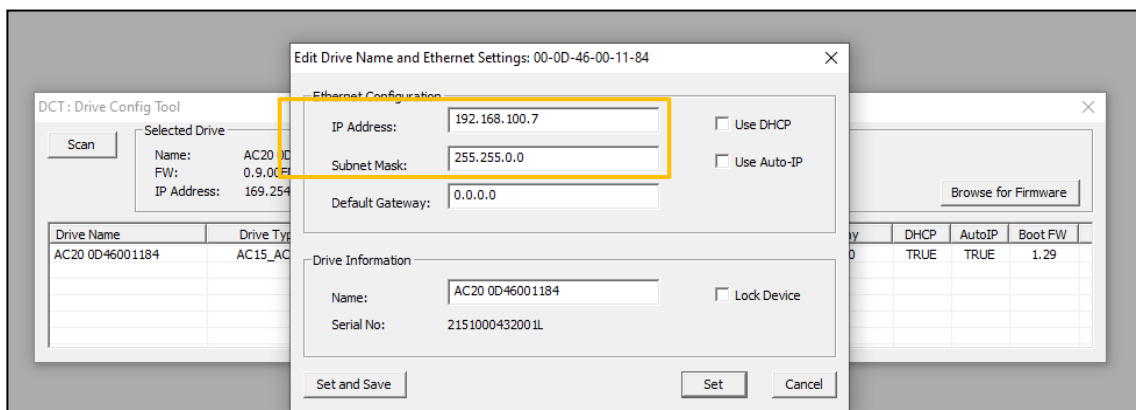 Edit Drive Name and Ethernet Settings: 00-0D-46-00-11-84
Ethernet Configuration
IP Address: 192.168.100.7
Use DHCP
Subnet Mask: 255.255.0.0
Use Auto-IP
Default Gateway: 0.0.0.0
Drive Information
Name: AC20 0D46001184
Lock Device
Serial No: 2151000432001L
Set and Save
Set
Cancel
DCT : Drive Config Tool
Scan
Selected Drive
Name: AC20
FW:
IP Address:
Browse for Firmware
Drive Name DHCP AutoIP Boot FW
AC20 0D46001184 TRUE TRUE 1.29